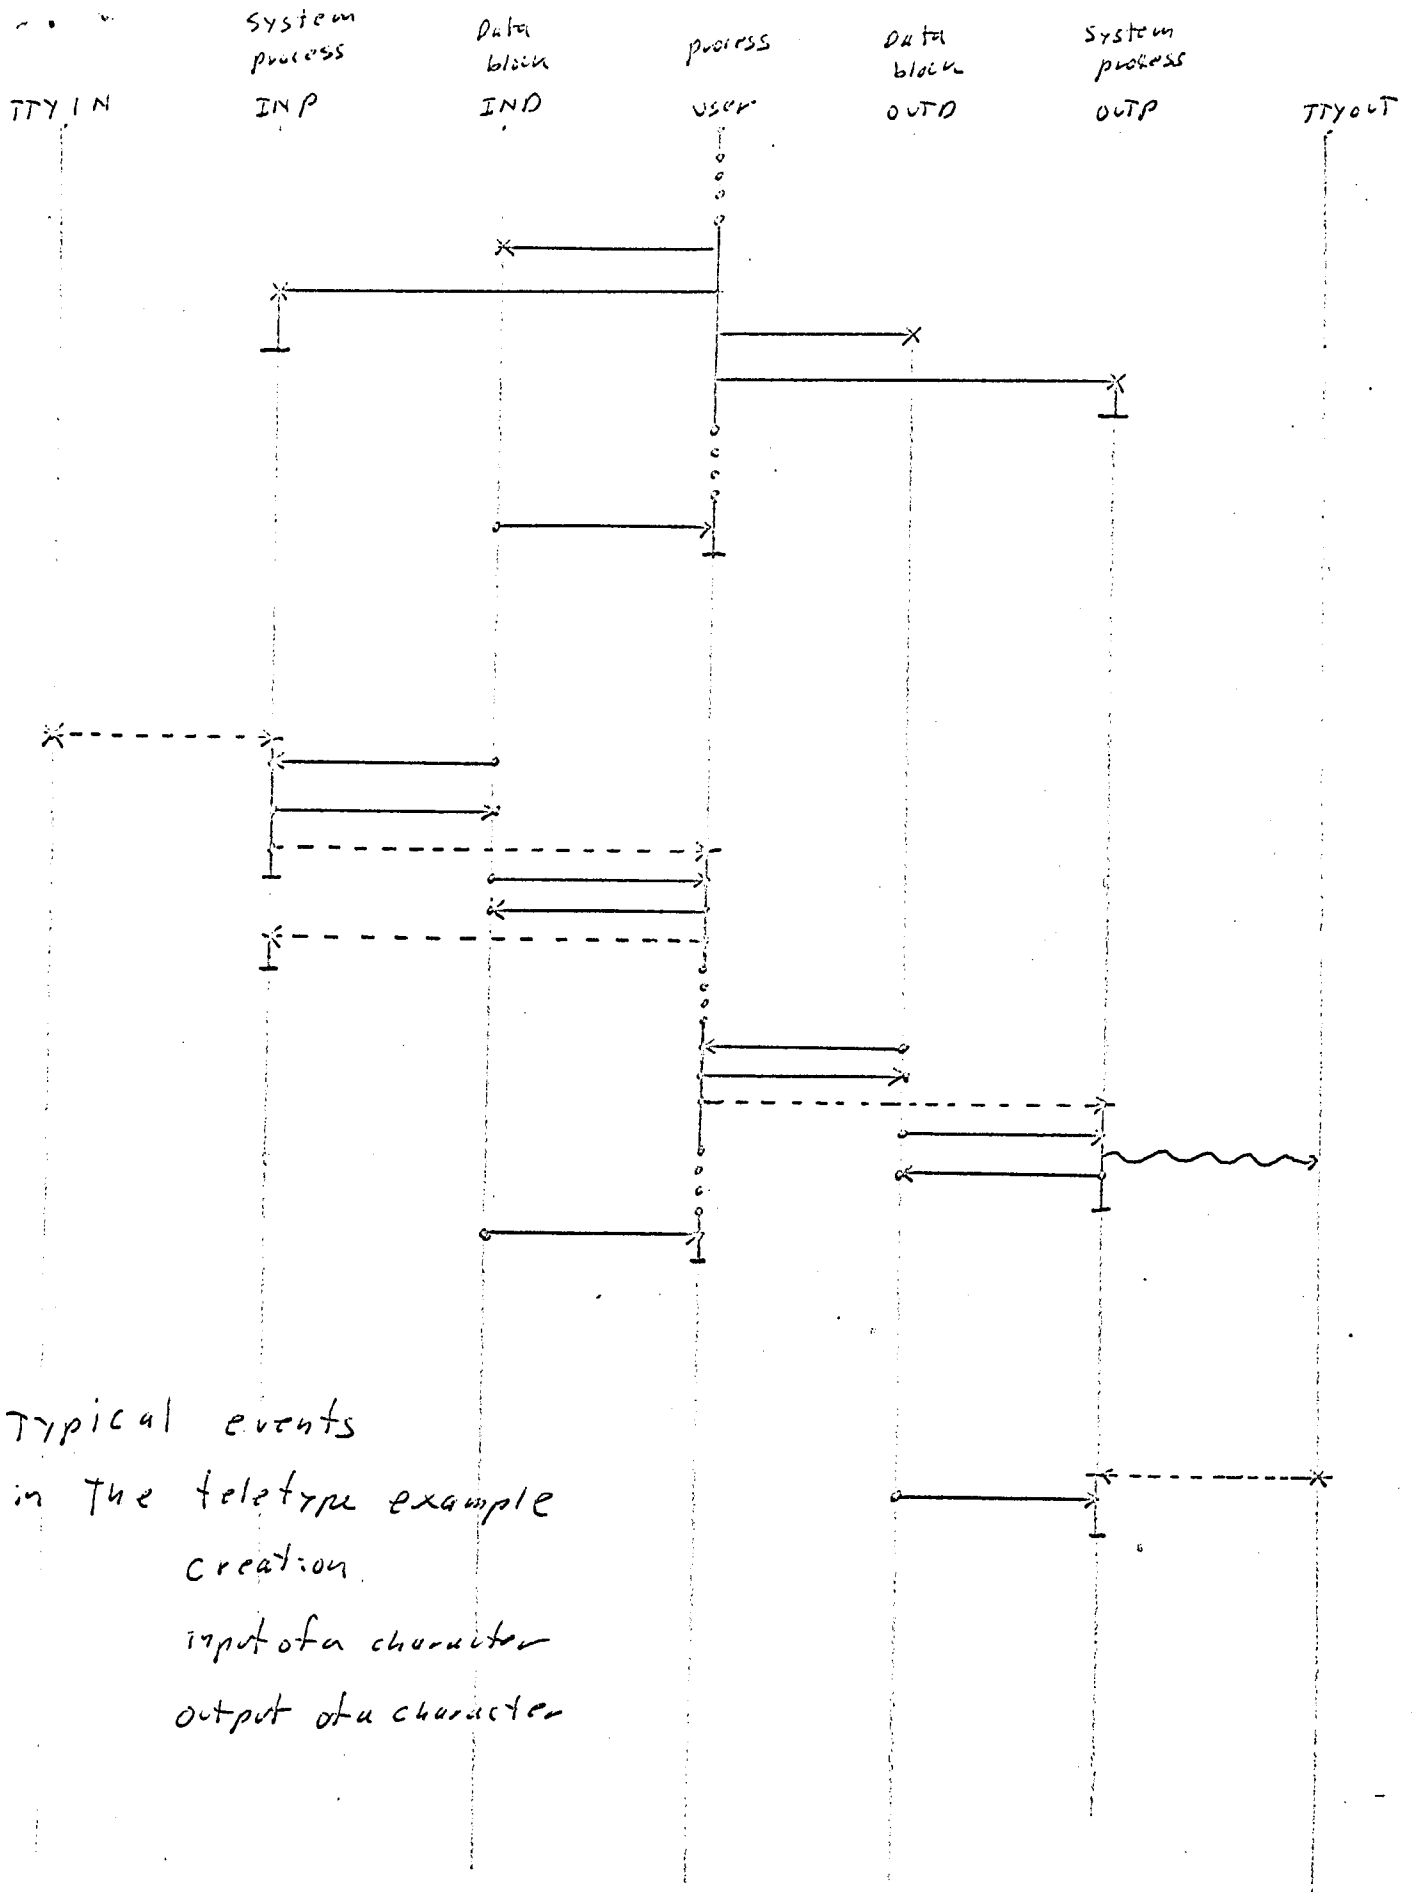 System Data process Data System
process block block process
TTY IN INP IND user OUTD OUTP TTYOUT
Typical events
in The teletype example
creation
input of a character
output of a character